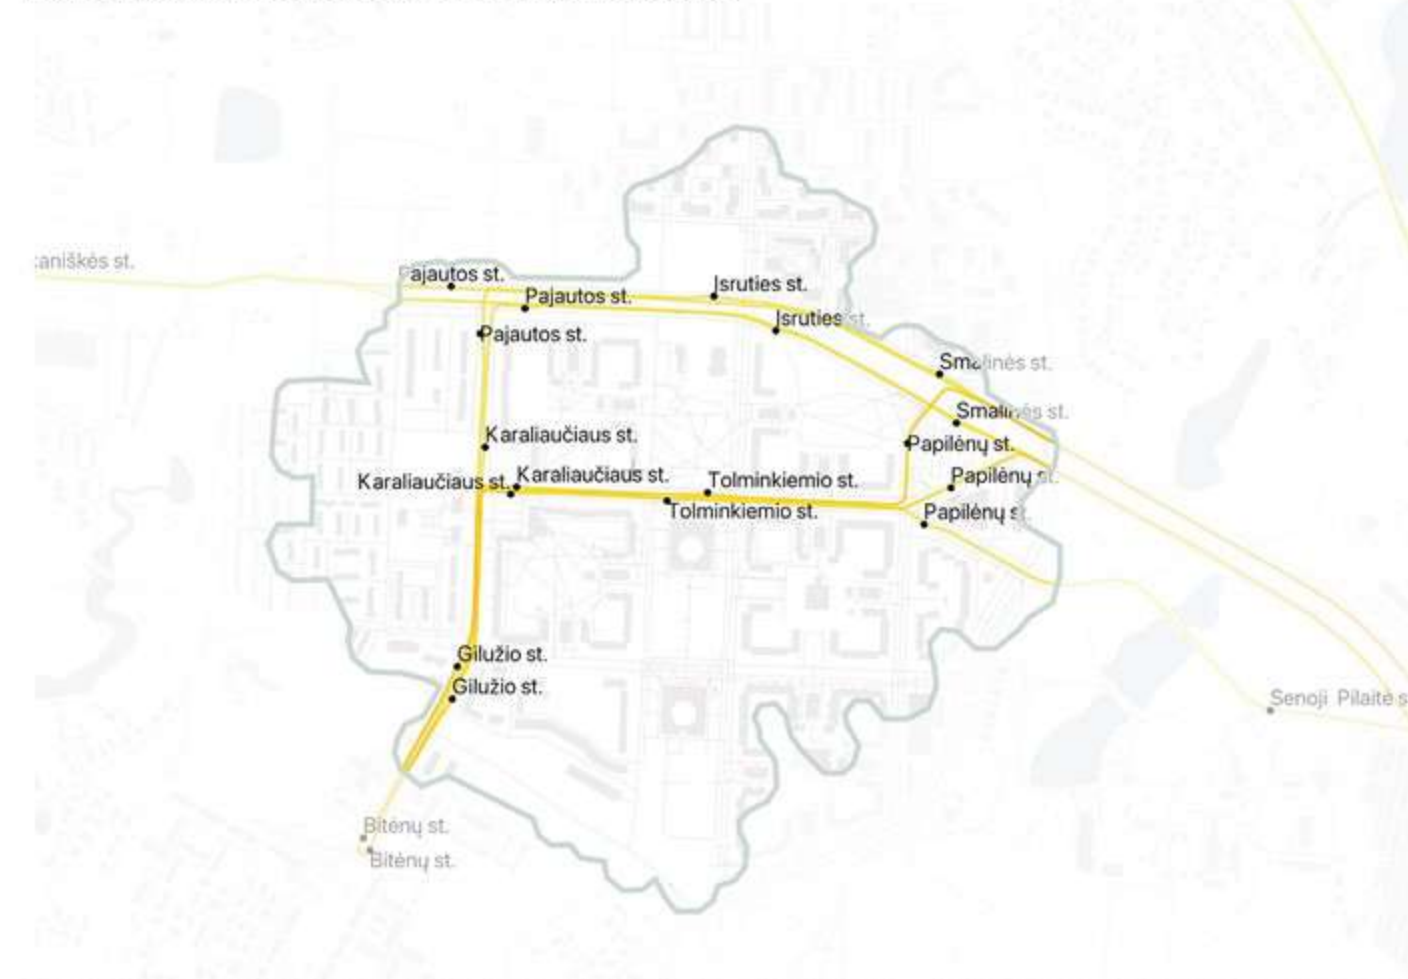 aniškės st.
Pajautos st.
Pajautos st.
Pajautos st.
Įsruties st.
Įsruties st.
Smalinės st.
Smalinės st.
Papilėnų st.
Papilėnų st.
Papilėnų s
Karaliaučiaus st.
Karaliaučiaus st.
Karaliaučiaus st.
Tolminkiemio st.
Tolminkiemio st.
Gilužio st.
Gilužio st.
Senoji Pilaitė s
Bitėnų st.
Bitėnų st.